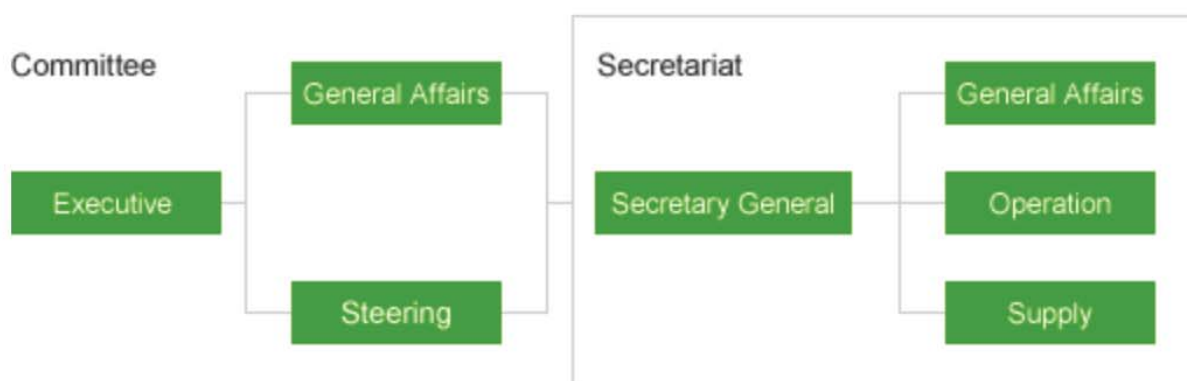 Committee
General Affairs
Executive
Steering
Secretariat
Secretary General
General Affairs
Operation
Supply